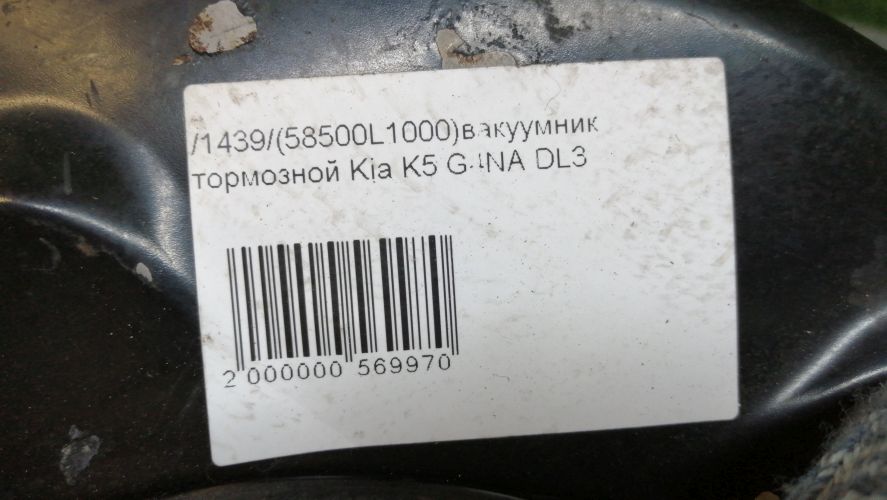 /1439/(58500L1000)вакуумник
тормозной Kia K5 G4NA DL3
2 000000 569970